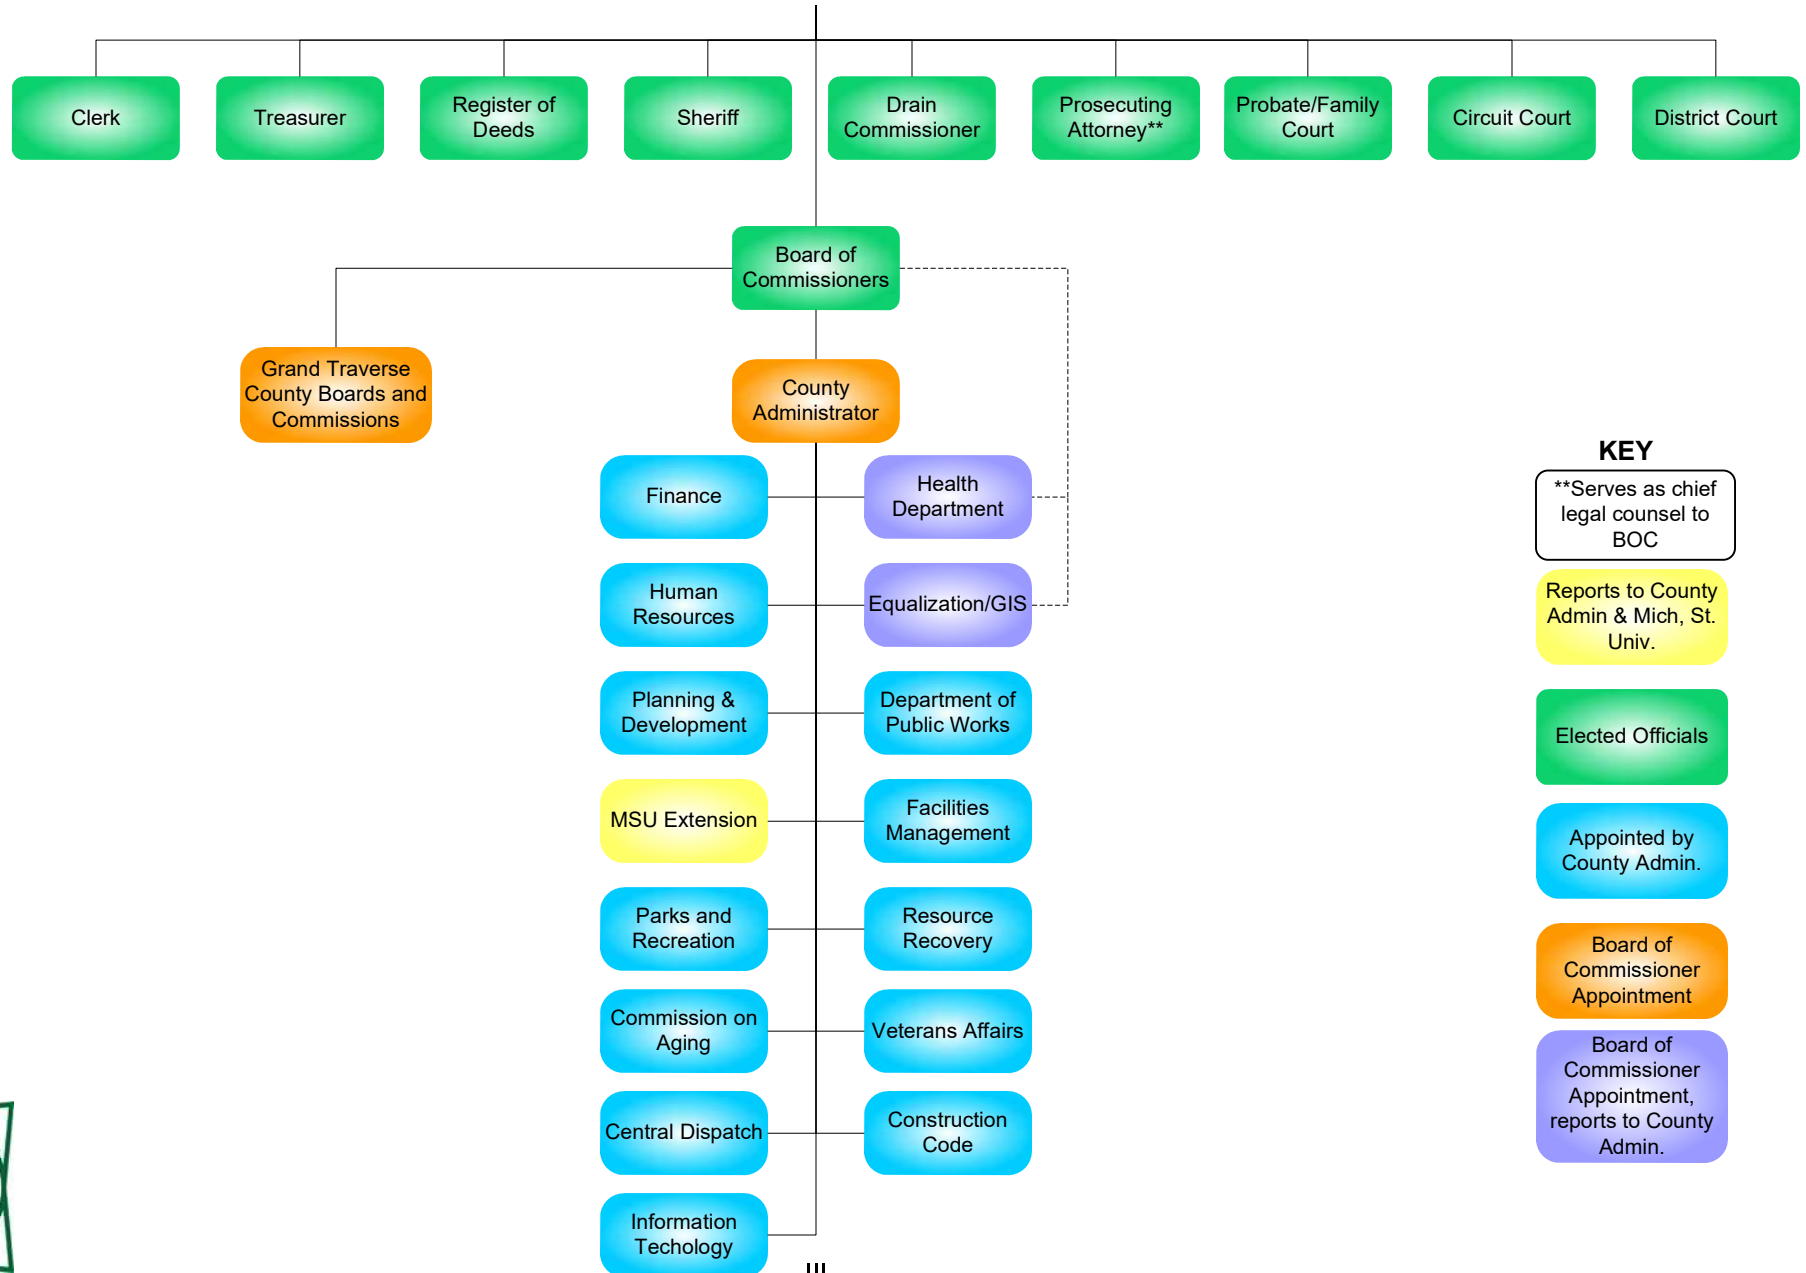 Clerk
Treasurer
Register of
Deeds
Sheriff
Drain
Commissioner
Prosecuting
Attorney**
Probate/Family
Court
Circuit Court
District Court
Board of
Commissioners
Grand Traverse
County Boards and
Commissions
County
Administrator
Finance
Health
Department
Human
Resources
Equalization/GIS
Planning &
Development
Department of
Public Works
MSU Extension
Facilities
Management
Parks and
Recreation
Resource
Recovery
Commission on
Aging
Veterans Affairs
Central Dispatch
Construction
Code
Information
Techology
KEY
**Serves as chief
legal counsel to
BOC
Reports to County
Admin & Mich, St.
Univ.
Elected Officials
Appointed by
County Admin.
Board of
Commissioner
Appointment
Board of
Commissioner
Appointment,
reports to County
Admin.